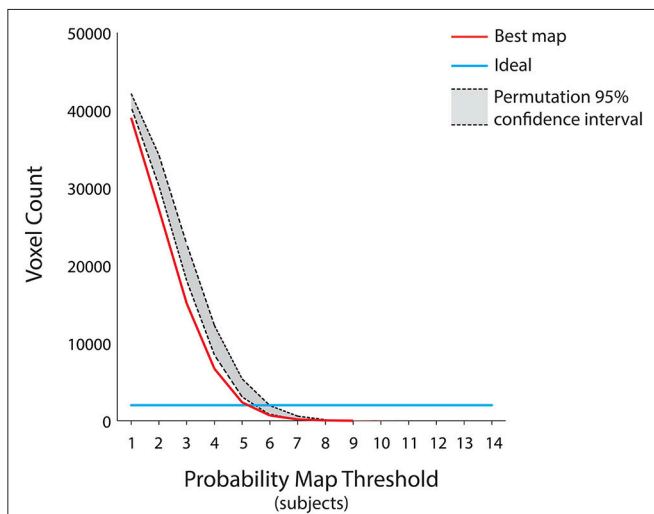 50000
40000
30000
20000
10000
0
Voxel Count
Best map
Ideal
Permutation 95%
confidence interval
1 2 3 4 5 6 7 8 9 10 11 12 13 14
Probability Map Threshold
(subjects)